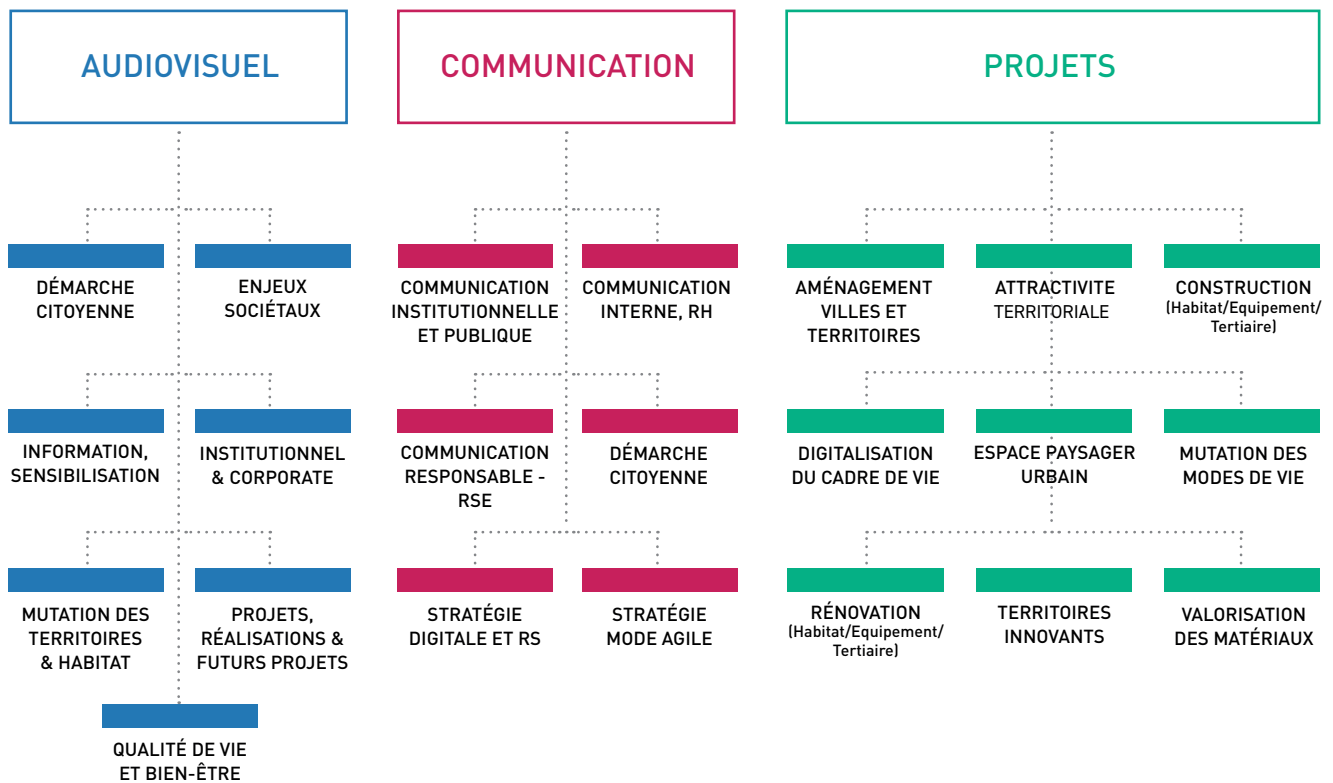 AUDIOVISUEL
COMMUNICATION
PROJETS
DÉMARCHE
CITOYENNE
ENJEUX
SOCIÉTAUX
COMMUNICATION
INSTITUTIONNELLE
ET PUBLIQUE
COMMUNICATION
INTERNE, RH
AMÉNAGEMENT
VILLES ET
TERRITOIRES
ATTRACTIVITE
TERRITORIALE
CONSTRUCTION
(Habitat/Equipement/
Tertiaire)
INFORMATION,
SENSIBILISATION
INSTITUTIONNEL
& CORPORATE
COMMUNICATION
RESPONSABLE -
RSE
DÉMARCHE
CITOYENNE
DIGITALISATION
DU CADRE DE VIE
ESPACE PAYSAGER
URBAIN
MUTATION DES
MODES DE VIE
MUTATION DES
TERRITOIRES
& HABITAT
PROJETS,
RÉALISATIONS &
FUTURS PROJETS
STRATÉGIE
DIGITALE ET RS
STRATÉGIE
MODE AGILE
RÉNOVATION
(Habitat/Equipement/
Tertiaire)
TERRITOIRES
INNOVANTS
VALORISATION
DES MATÉRIAUX
QUALITÉ DE VIE
ET BIEN-ÊTRE